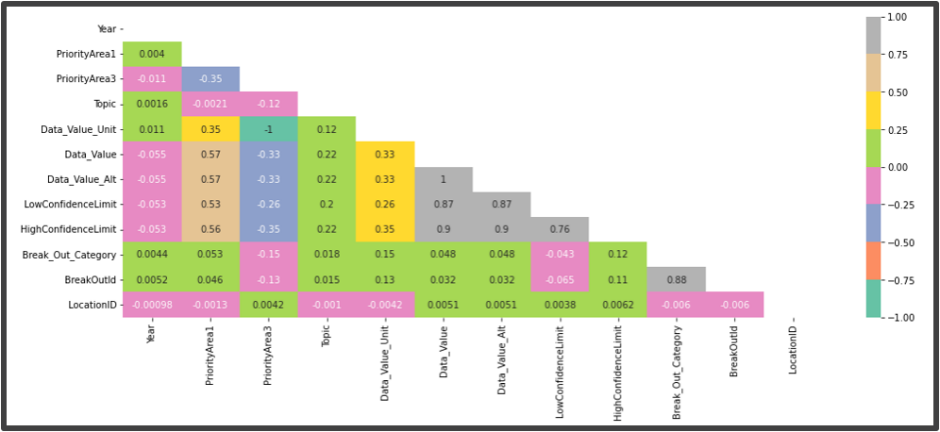 Year
PriorityArea1 0.004
PriorityArea3 -0.011 -0.35
Topic 0.0016 -0.0021 -0.12
Data_Value_Unit 0.011 0.35 -1 0.12
Data_Value -0.055 0.57 -0.33 0.22 0.33
Data_Value_Alt -0.055 0.57 -0.33 0.22 0.33 1
LowConfidenceLimit -0.053 0.53 -0.26 0.2 0.26 0.87 0.87
HighConfidenceLimit -0.053 0.56 -0.35 0.22 0.35 0.9 0.9 0.76
Break_Out_Category 0.0044 0.053 -0.15 0.018 0.15 0.048 0.048 -0.043 0.12
BreakOutId 0.0052 0.046 -0.13 0.015 0.13 0.032 0.032 -0.065 0.11 0.88
LocationID -0.00098 -0.0013 0.0042 -0.001 -0.0042 0.0051 0.0051 0.0038 0.0062 -0.006 -0.006
Year PriorityArea1 PriorityArea3 Topic Data_Value_Unit Data_Value Data_Value_Alt LowConfidenceLimit HighConfidenceLimit Break_Out_Category BreakOutId LocationID
1.00
0.75
0.50
0.25
0.00
−0.25
−0.50
−0.75
−1.00